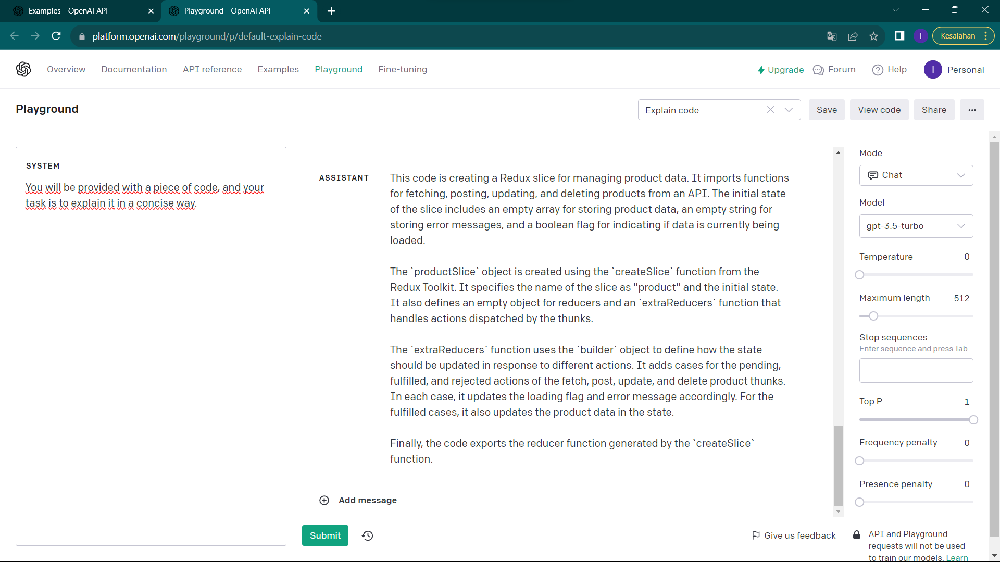 Examples - OpenAI API
Playground - OpenAI API
platform.openai.com/playground/p/default-explain-code
I
Kesalahan
Overview
Documentation
API reference
Examples
Playground
Fine-tuning
Upgrade
Forum
Help
I
Personal
Playground
Explain code
Save
View code
Share
...
SYSTEM
You will be provided with a piece of code, and your
task is to explain it in a concise way.
ASSISTANT
This code is creating a Redux slice for managing product data. It imports functions
for fetching, posting, updating, and deleting products from an API. The initial state
of the slice includes an empty array for storing product data, an empty string for
storing error messages, and a boolean flag for indicating if data is currently being
loaded.
The `productSlice` object is created using the `createSlice` function from the
Redux Toolkit. It specifies the name of the slice as "product" and the initial state.
It also defines an empty object for reducers and an `extraReducers` function that
handles actions dispatched by the thunks.
The `extraReducers` function uses the `builder` object to define how the state
should be updated in response to different actions. It adds cases for the pending,
fulfilled, and rejected actions of the fetch, post, update, and delete product thunks.
In each case, it updates the loading flag and error message accordingly. For the
fulfilled cases, it also updates the product data in the state.
Finally, the code exports the reducer function generated by the `createSlice`
function.
Add message
Submit
Give us feedback
Mode
Chat
Model
gpt-3.5-turbo
Temperature 0
Maximum length 512
Stop sequences
Enter sequence and press Tab
Top P 1
Frequency penalty 0
Presence penalty 0
API and Playground
requests will not be used
to train our models. Learn